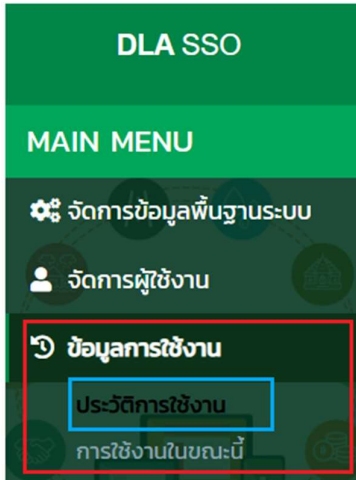 DLA SSO
MAIN MENU
จัดการข้อมูลพื้นฐานระบบ
จัดการผู้ใช้งาน
ข้อมูลการใช้งาน
ประวัติการใช้งาน
การใช้งานในขณะนี้